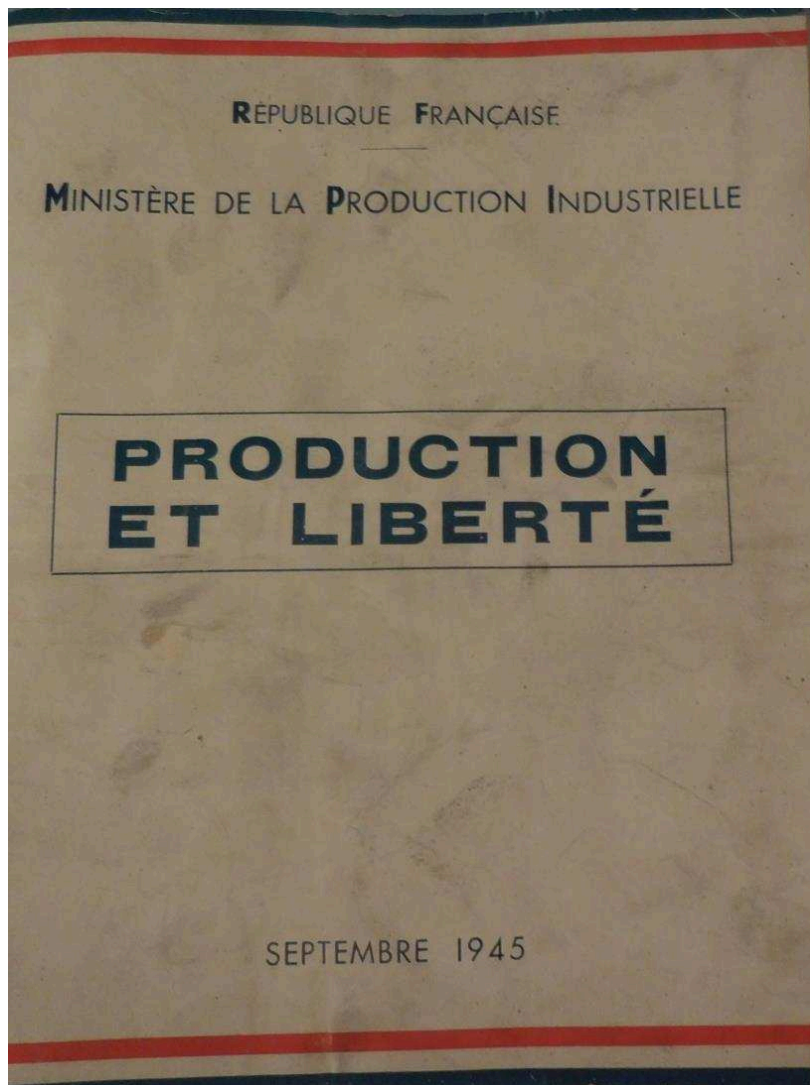 RÉPUBLIQUE FRANÇAISE
MINISTÈRE DE LA PRODUCTION INDUSTRIELLE
PRODUCTION
ET LIBERTÉ
SEPTEMBRE 1945